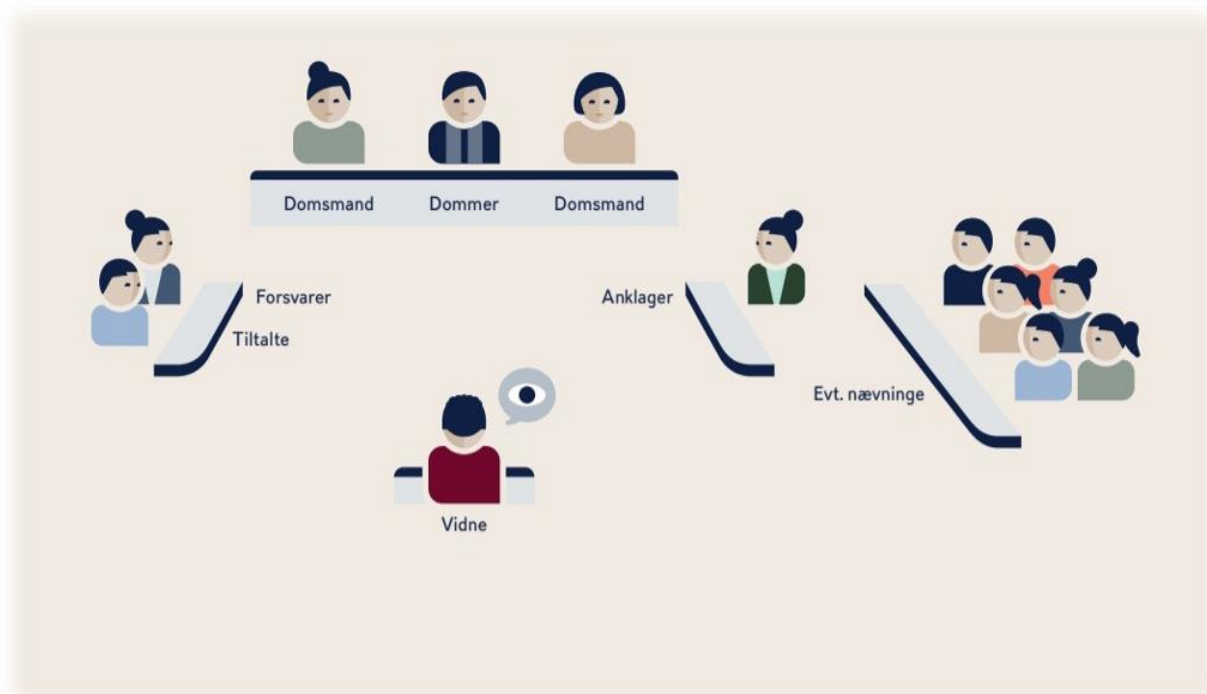 Domsmand
Dommer
Domsmand
Forsvarer
Tiltalte
Anklager
Evt. nævninge
Vidne